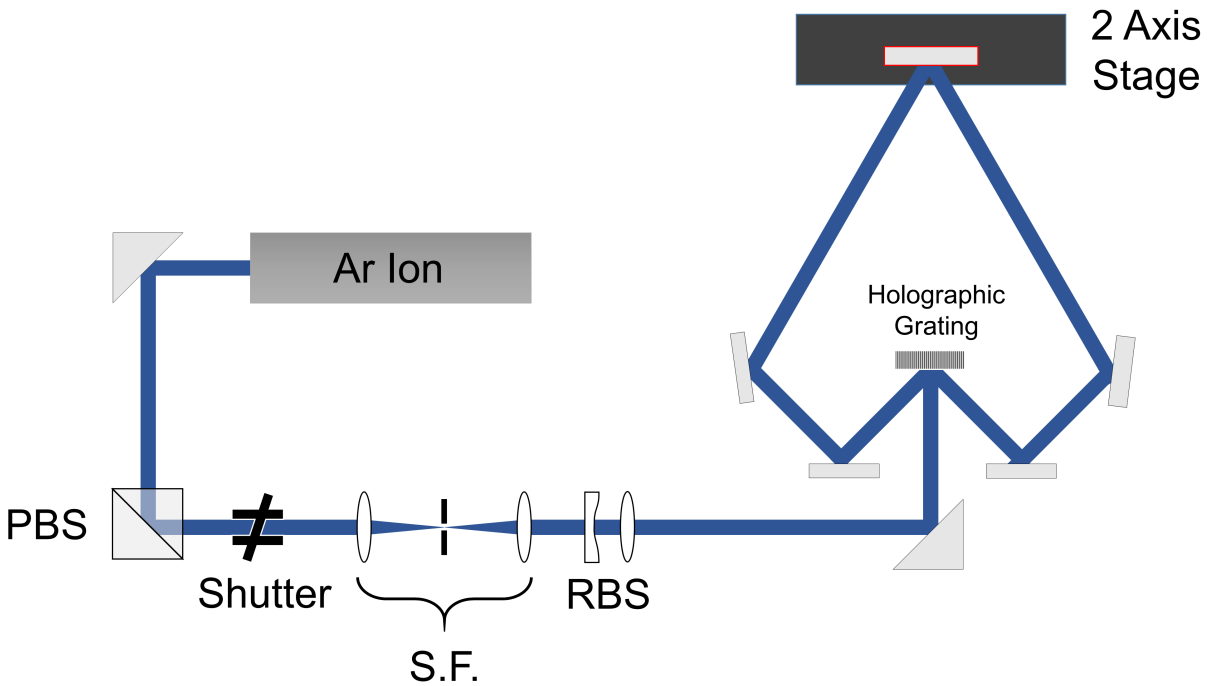 2 Axis
Stage
Ar Ion
Holographic
Grating
PBS
Shutter
RBS
S.F.